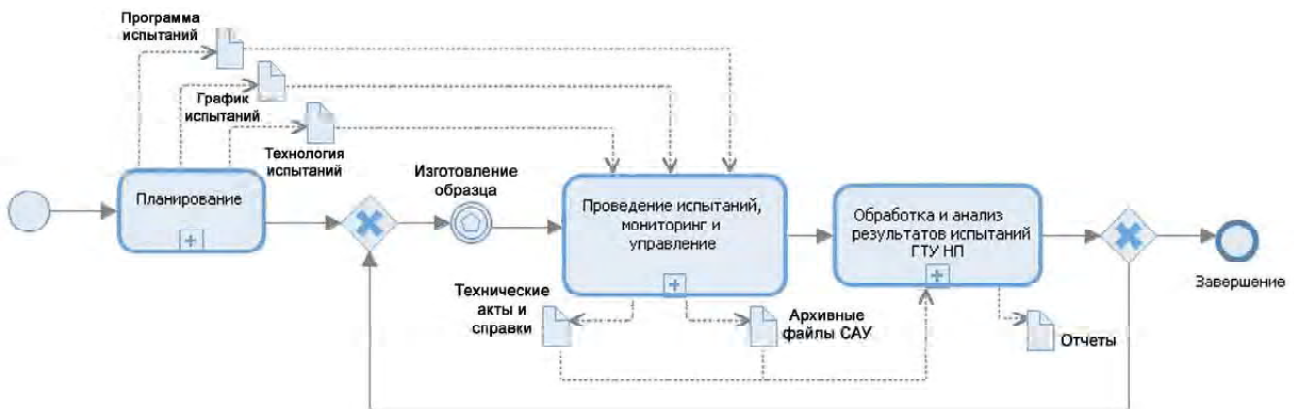 Программа
испытаний
График
испытаний
Технология
испытаний
Планирование
Изготовление
образца
Проведение испытаний,
мониторинг и
управление
Обработка и анализ
результатов испытаний
ГТУ НП
Завершение
Технические
акты и
справки
Архивные
файлы САУ
Отчеты